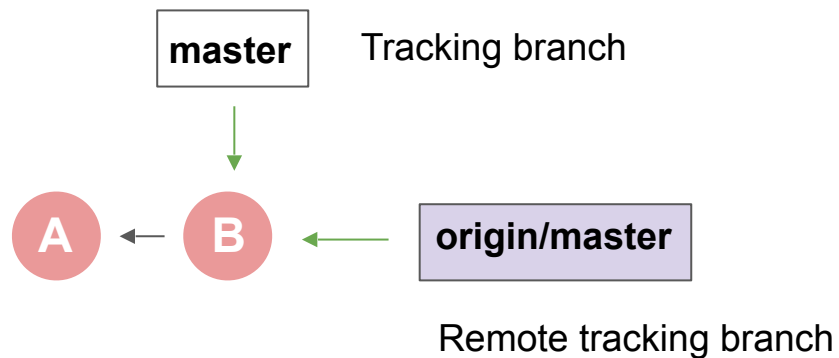 master
Tracking branch
A
B
origin/master
Remote tracking branch